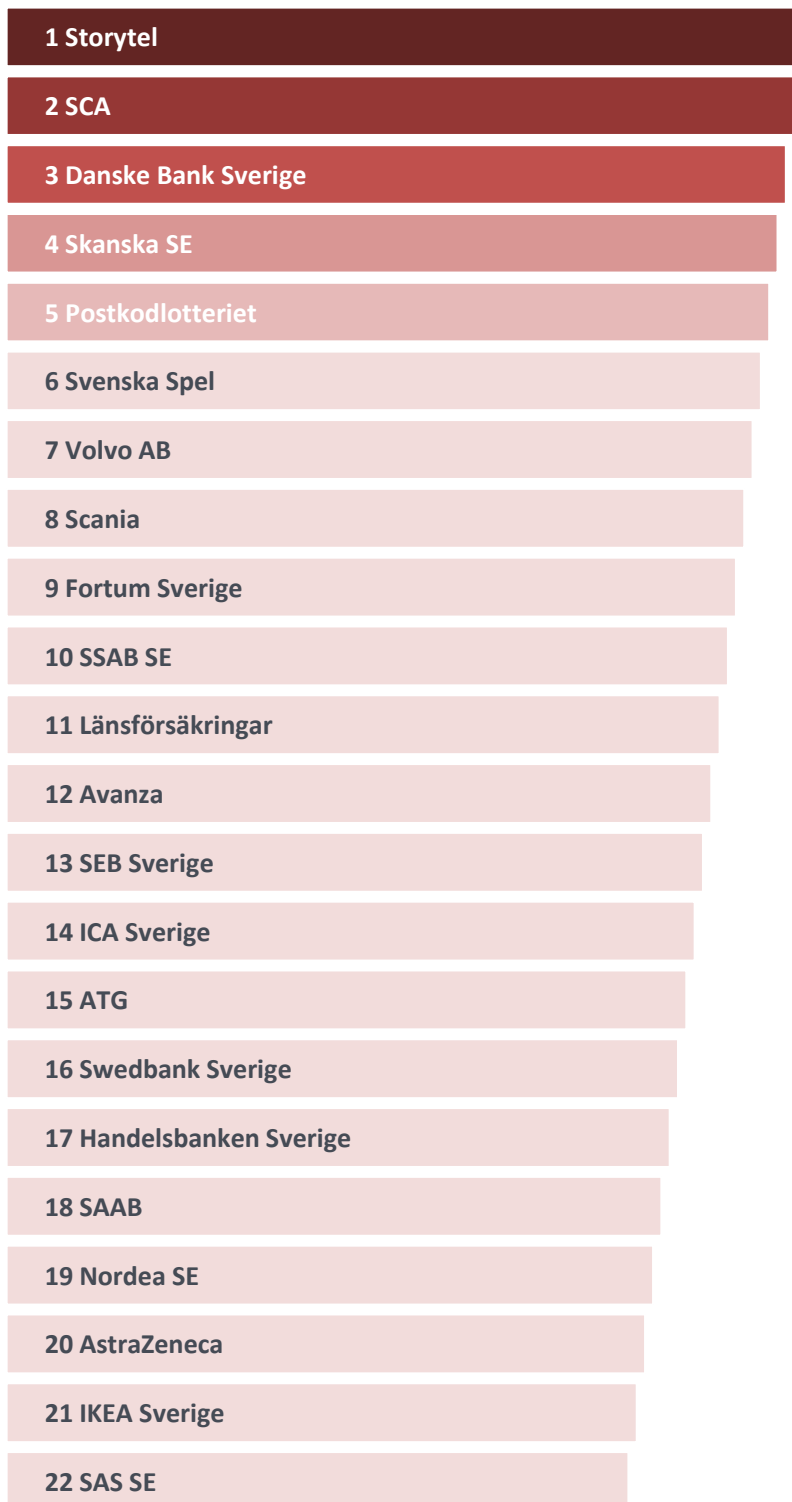 1 Storytel
2 SCA
3 Danske Bank Sverige
4 Skanska SE
5 Postkodlotteriet
6 Svenska Spel
7 Volvo AB
8 Scania
9 Fortum Sverige
10 SSAB SE
11 Länsförsäkringar
12 Avanza
13 SEB Sverige
14 ICA Sverige
15 ATG
16 Swedbank Sverige
17 Handelsbanken Sverige
18 SAAB
19 Nordea SE
20 AstraZeneca
21 IKEA Sverige
22 SAS SE